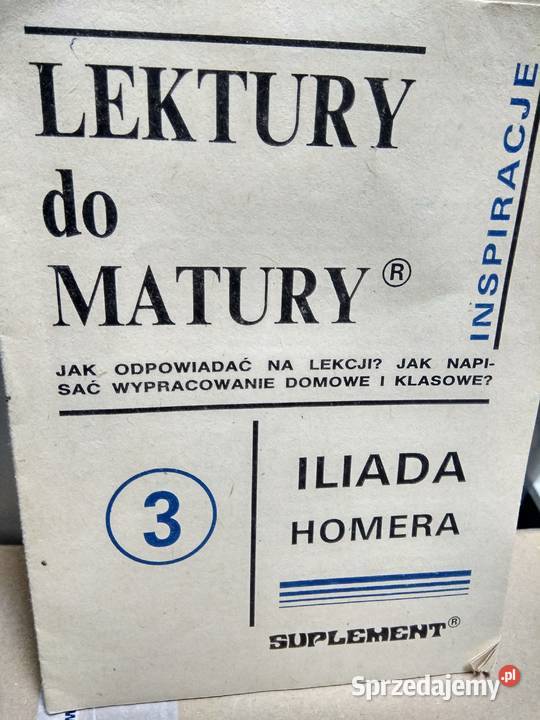 LEKTURY
do
MATURY ®
INSPIRACJE
JAK ODPOWIADAĆ NA LEKCJI? JAK NAPI-
SAĆ WYPRACOWANIE DOMOWE I KLASOWE?
3
ILIADA
HOMERA
SUPLEMENT®
Sprzedajemy.pl